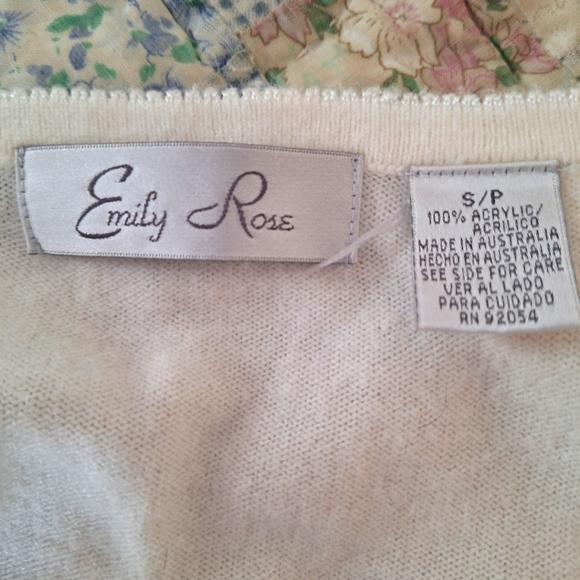 Emily Rose
S/P
100% ACRYLIC/
ACRILICO
MADE IN AUSTRALIA
HECHO EN AUSTRALIA
SEE SIDE FOR CARE
VER AL LADO
PARA CUIDADO
RN 92054